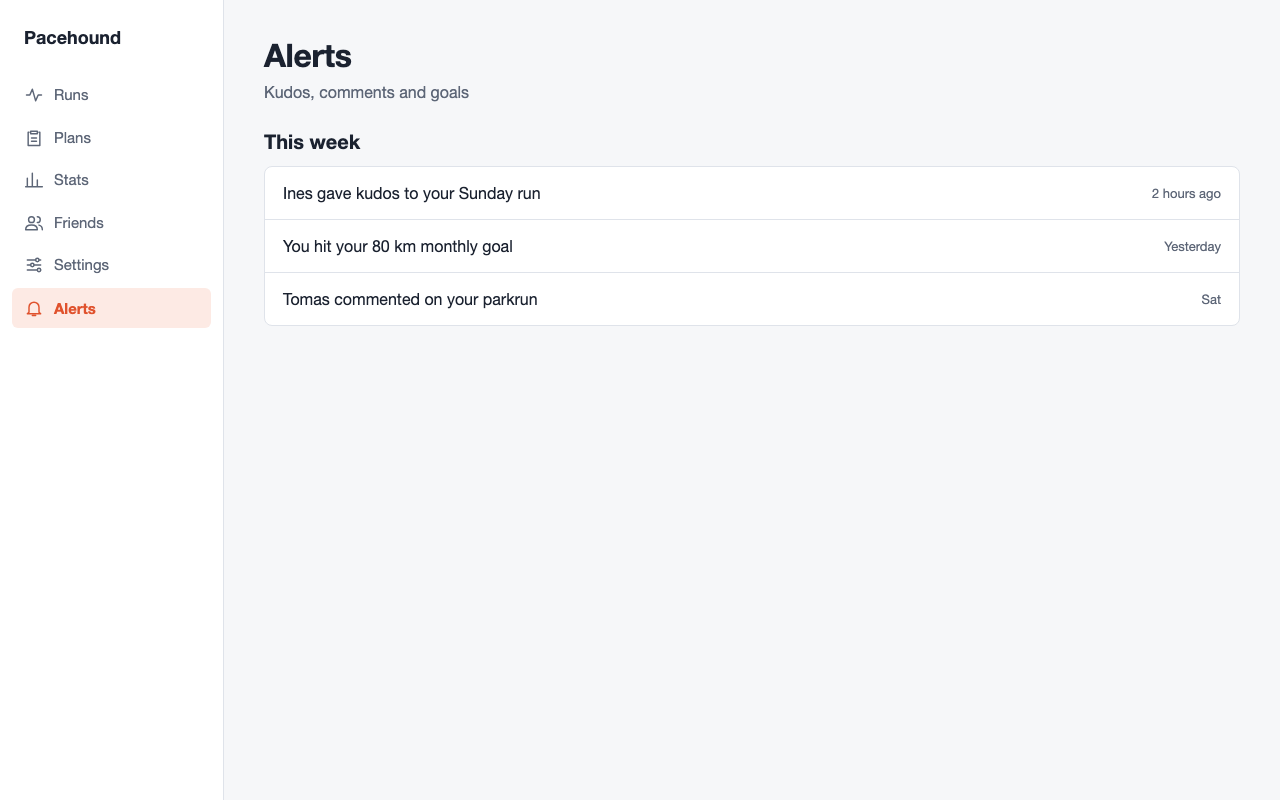 Pacehound
Runs
Plans
Stats
Friends
Settings
Alerts
Alerts
Kudos, comments and goals
This week
Ines gave kudos to your Sunday run 2 hours ago
You hit your 80 km monthly goal Yesterday
Tomas commented on your parkrun Sat